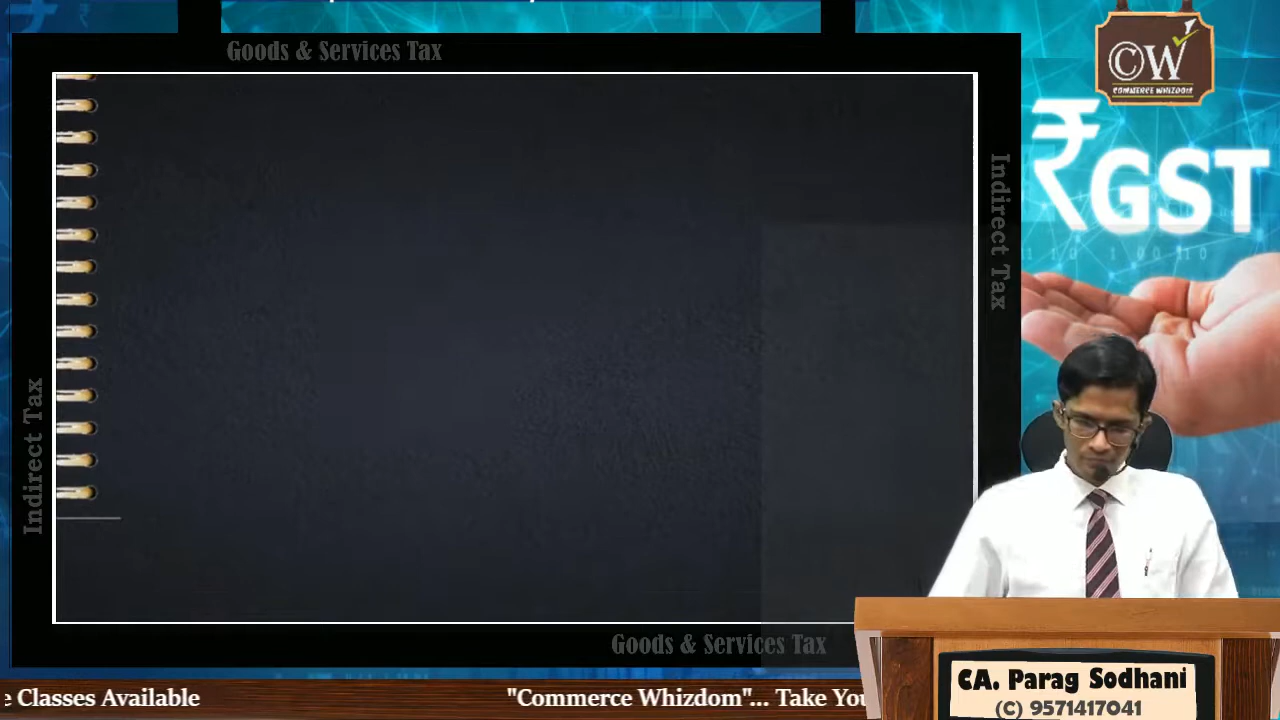 Goods & Services Tax
©W
COMMERCE WHIZDOM
₹GST
Indirect Tax
Indirect Tax
Goods & Services Tax
CA. Parag Sodhani
(C) 9571417041
Classes Available
"Commerce Whizdom"... Take You